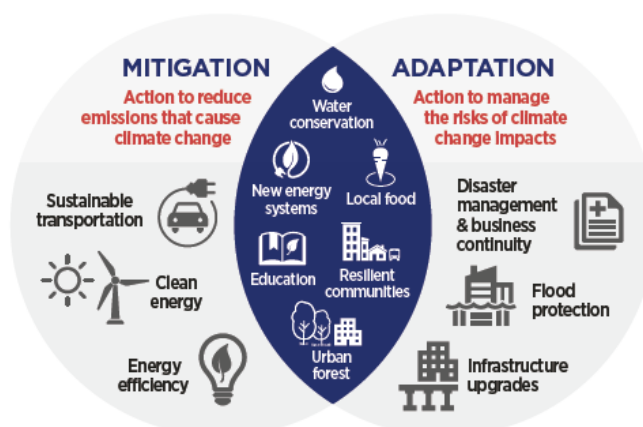 MITIGATION
Action to reduce
emissions that cause
climate change
Sustainable
transportation
Clean
energy
Energy
efficiency
Water
conservation
New energy
systems
Local food
Education
Resilient
communities
Urban
forest
ADAPTATION
Action to manage
the risks of climate
change impacts
Disaster
management
& business
continuity
Flood
protection
Infrastructure
upgrades